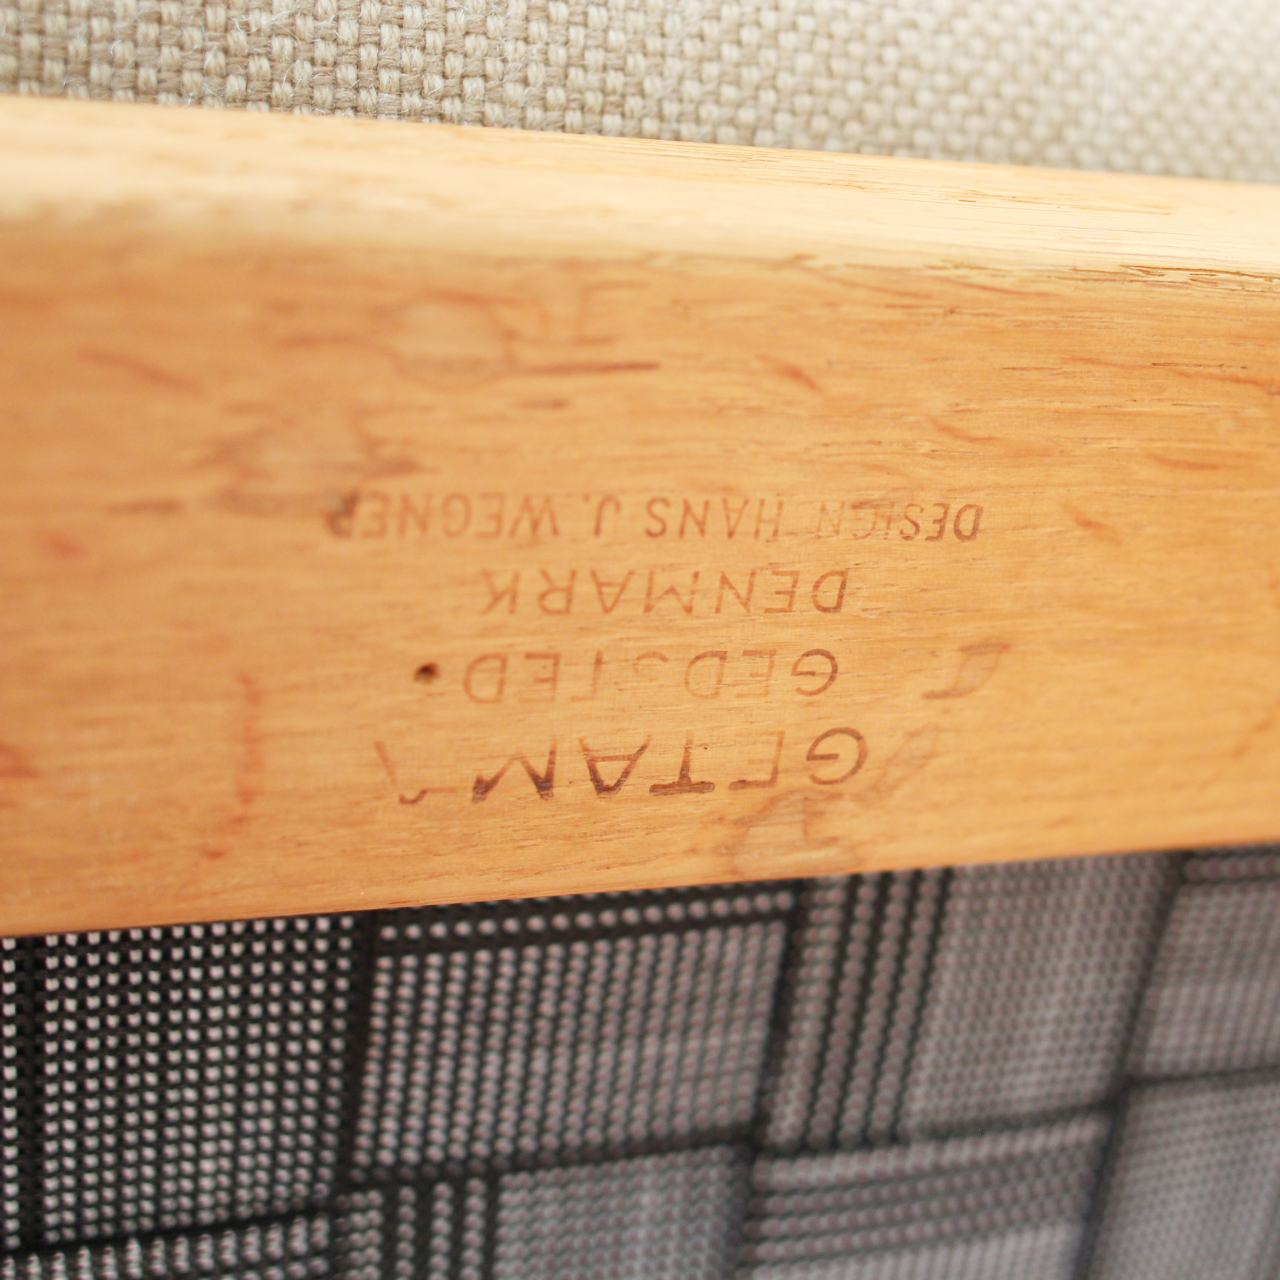 GETAMA
GEDSTED.
DENMARK
DESIGN HANS J. WEGNER